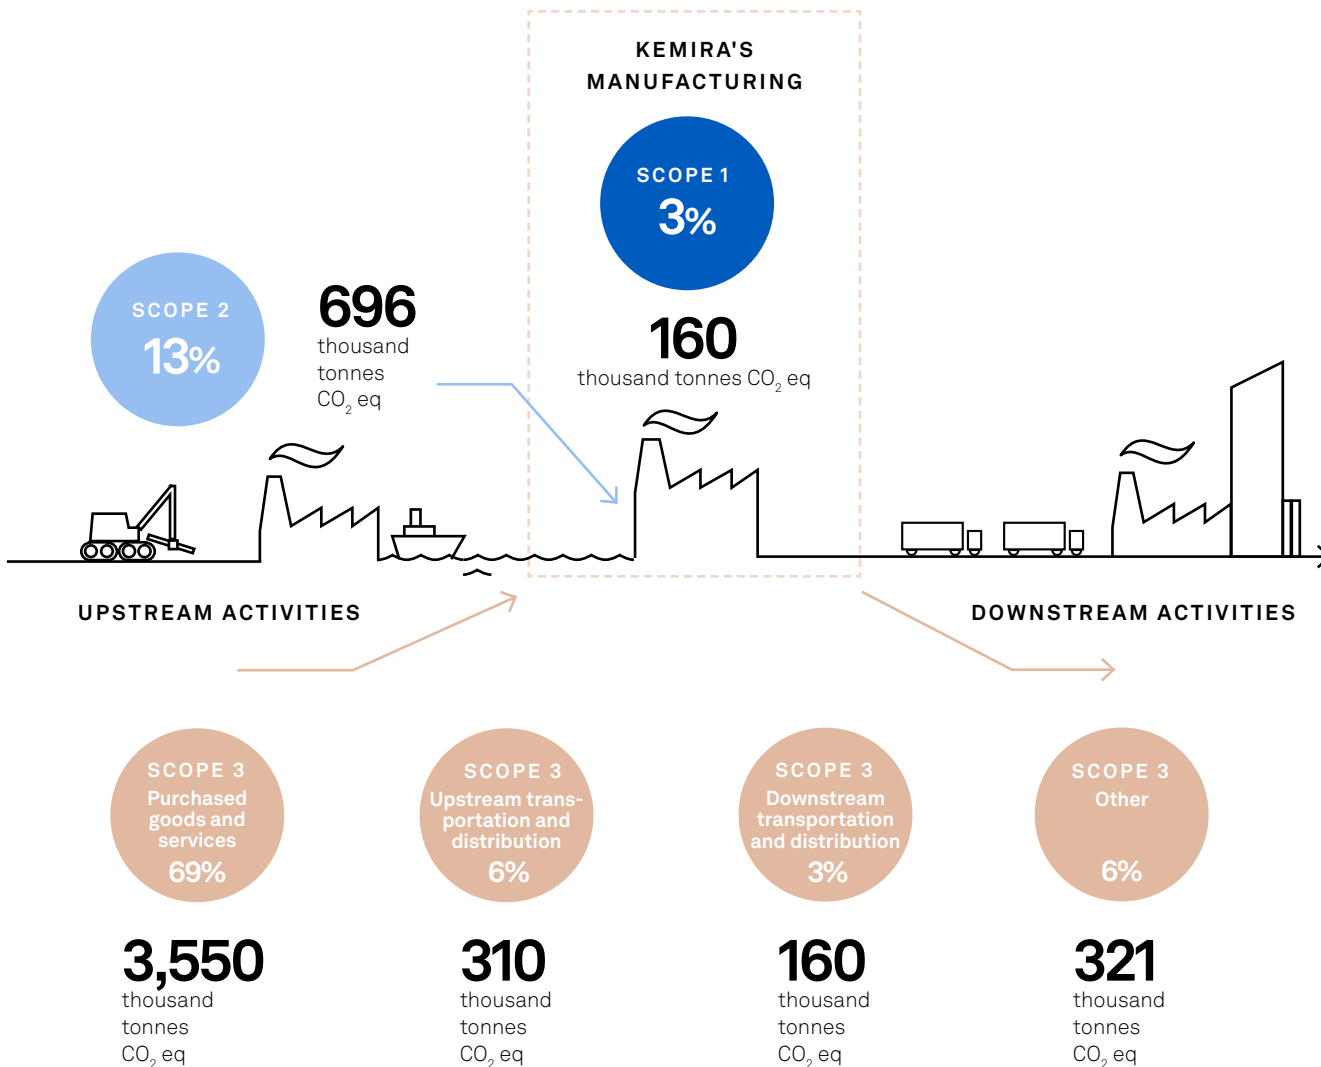 KEMIRA'S
MANUFACTURING
SCOPE 1
3%
160
thousand tonnes CO₂ eq
SCOPE 2
13%
696
thousand
tonnes
CO₂ eq
UPSTREAM ACTIVITIES
DOWNSTREAM ACTIVITIES
SCOPE 3
Purchased
goods and
services
69%
3,550
thousand
tonnes
CO₂ eq
SCOPE 3
Upstream trans-
portation and
distribution
6%
310
thousand
tonnes
CO₂ eq
SCOPE 3
Downstream
transportation
and distribution
3%
160
thousand
tonnes
CO₂ eq
SCOPE 3
Other
6%
321
thousand
tonnes
CO₂ eq